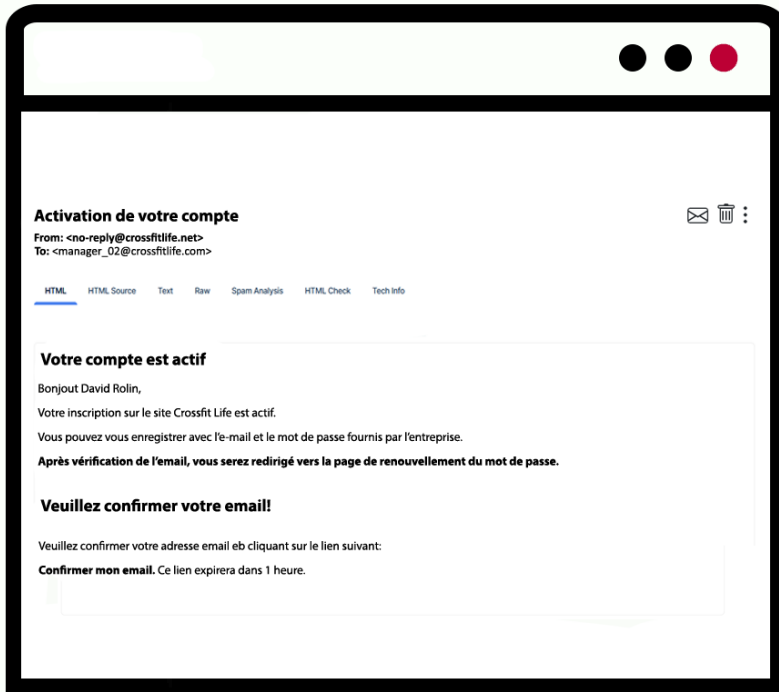 Activation de votre compte
From: <no-reply@crossfitlife.net>
To: <manager_02@crossfitlife.com>
HTML HTML Source Text Raw Spam Analysis HTML Check Tech Info
Votre compte est actif
Bonjout David Rolin,
Votre inscription sur le site Crossfit Life est actif.
Vous pouvez vous enregistrer avec l'e-mail et le mot de passe fournis par l'entreprise.
Après vérification de l'email, vous serez redirigé vers la page de renouvellement du mot de passe.
Veuillez confirmer votre email!
Veuillez confirmer votre adresse email eb cliquant sur le lien suivant:
Confirmer mon email. Ce lien expirera dans 1 heure.